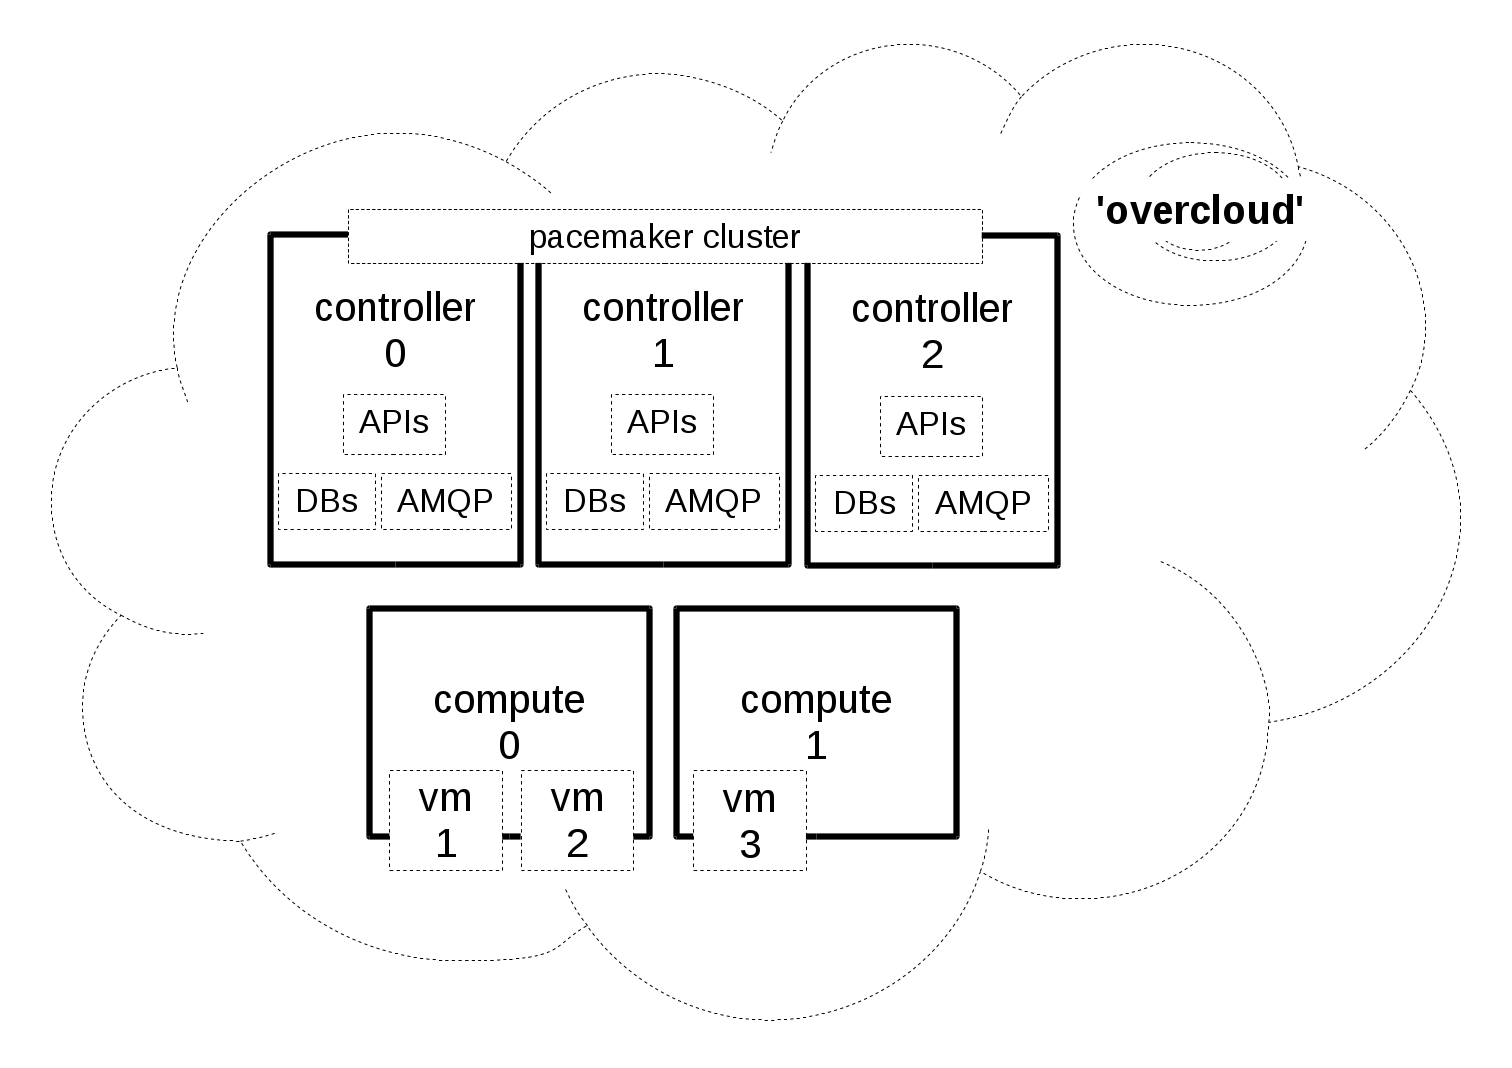 'overcloud'
pacemaker cluster
controller
0
APIs
DBs AMQP
controller
1
APIs
DBs AMQP
controller
2
APIs
DBs AMQP
compute
0
vm
1
vm
2
compute
1
vm
3